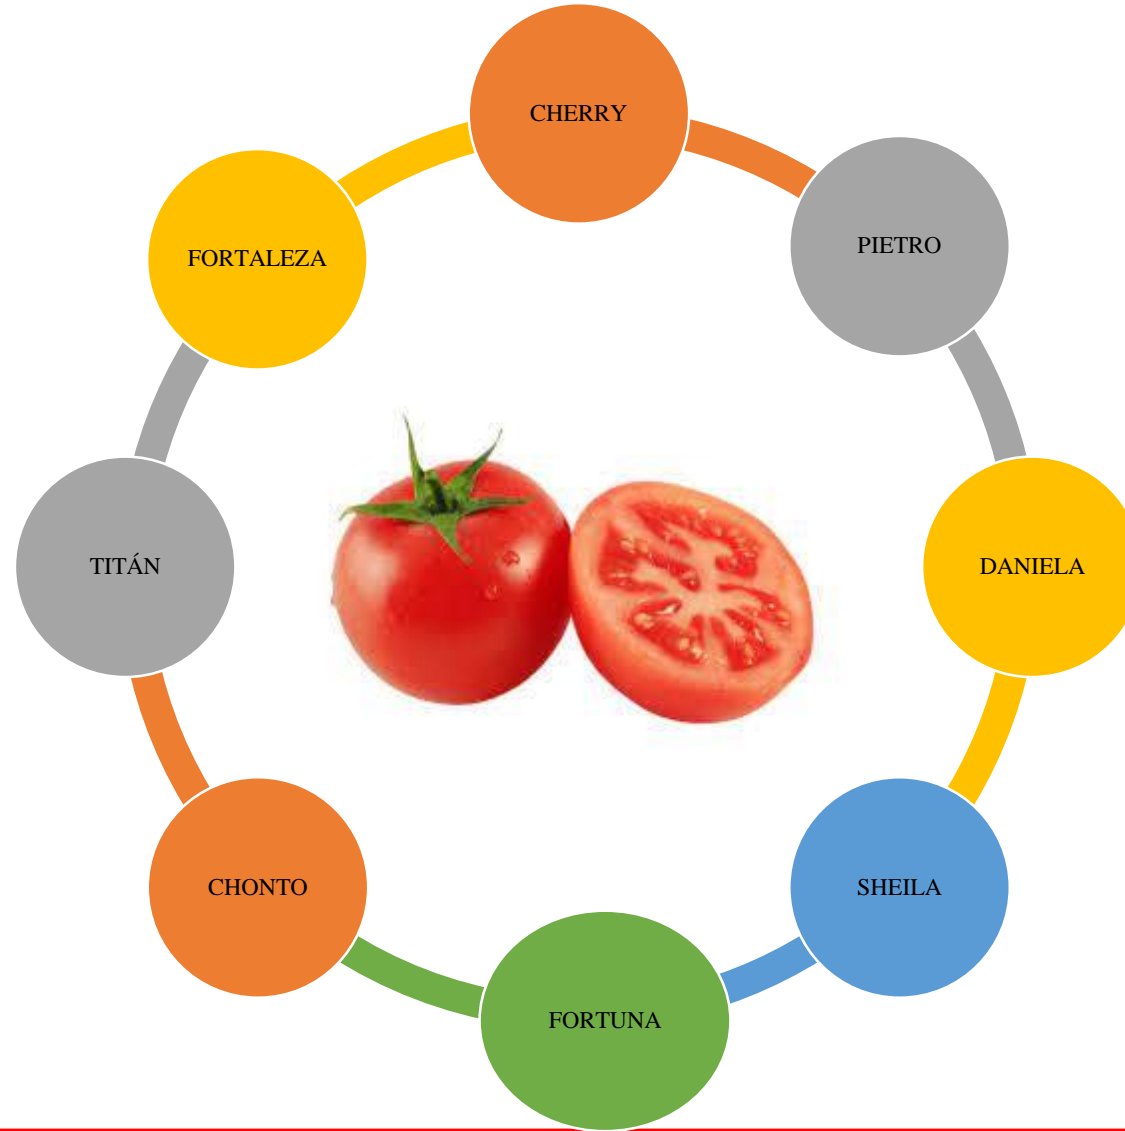 CHERRY
PIETRO
DANIELA
SHEILA
FORTUNA
CHONTO
TITÁN
FORTALEZA